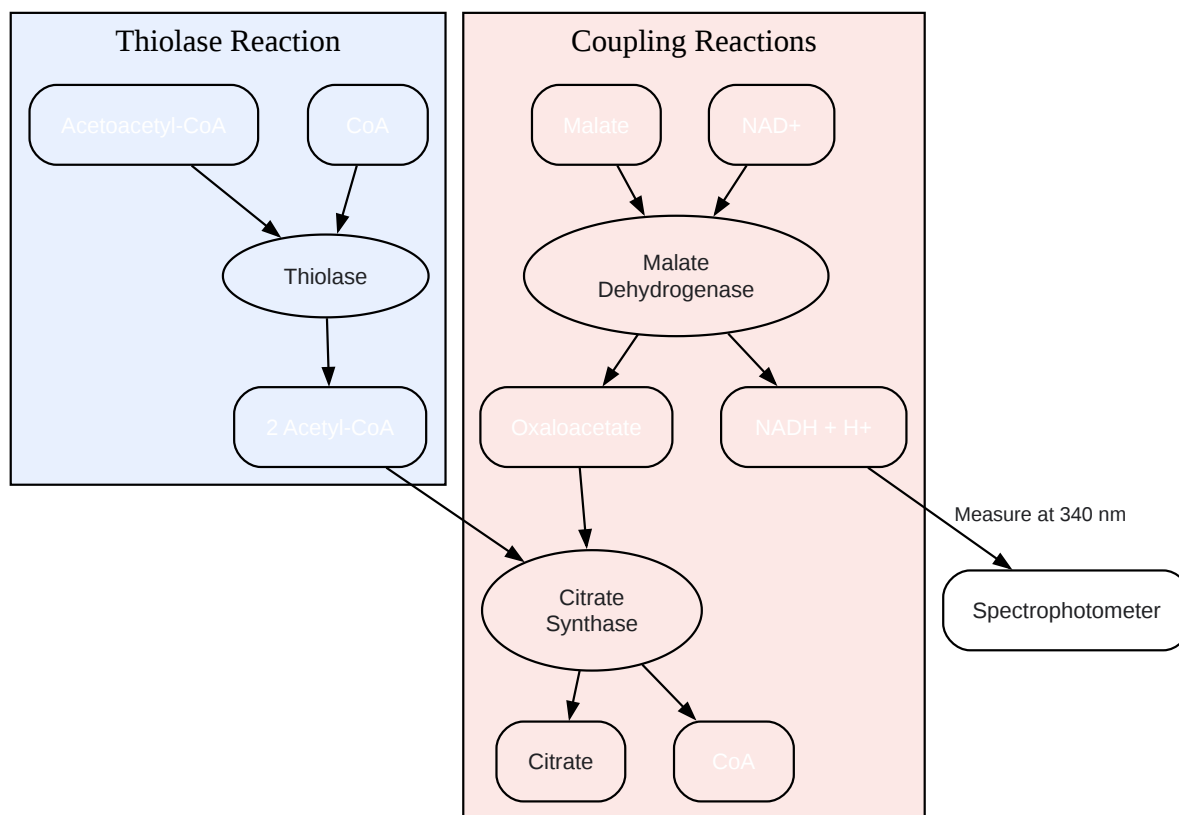 Thiolase Reaction
Coupling Reactions
Acetoacetyl-CoA
CoA
Malate
NAD+
Thiolase
Malate
Dehydrogenase
2 Acetyl-CoA
Oxaloacetate
NADH + H+
Measure at 340 nm
Citrate
Synthase
Spectrophotometer
Citrate
CoA